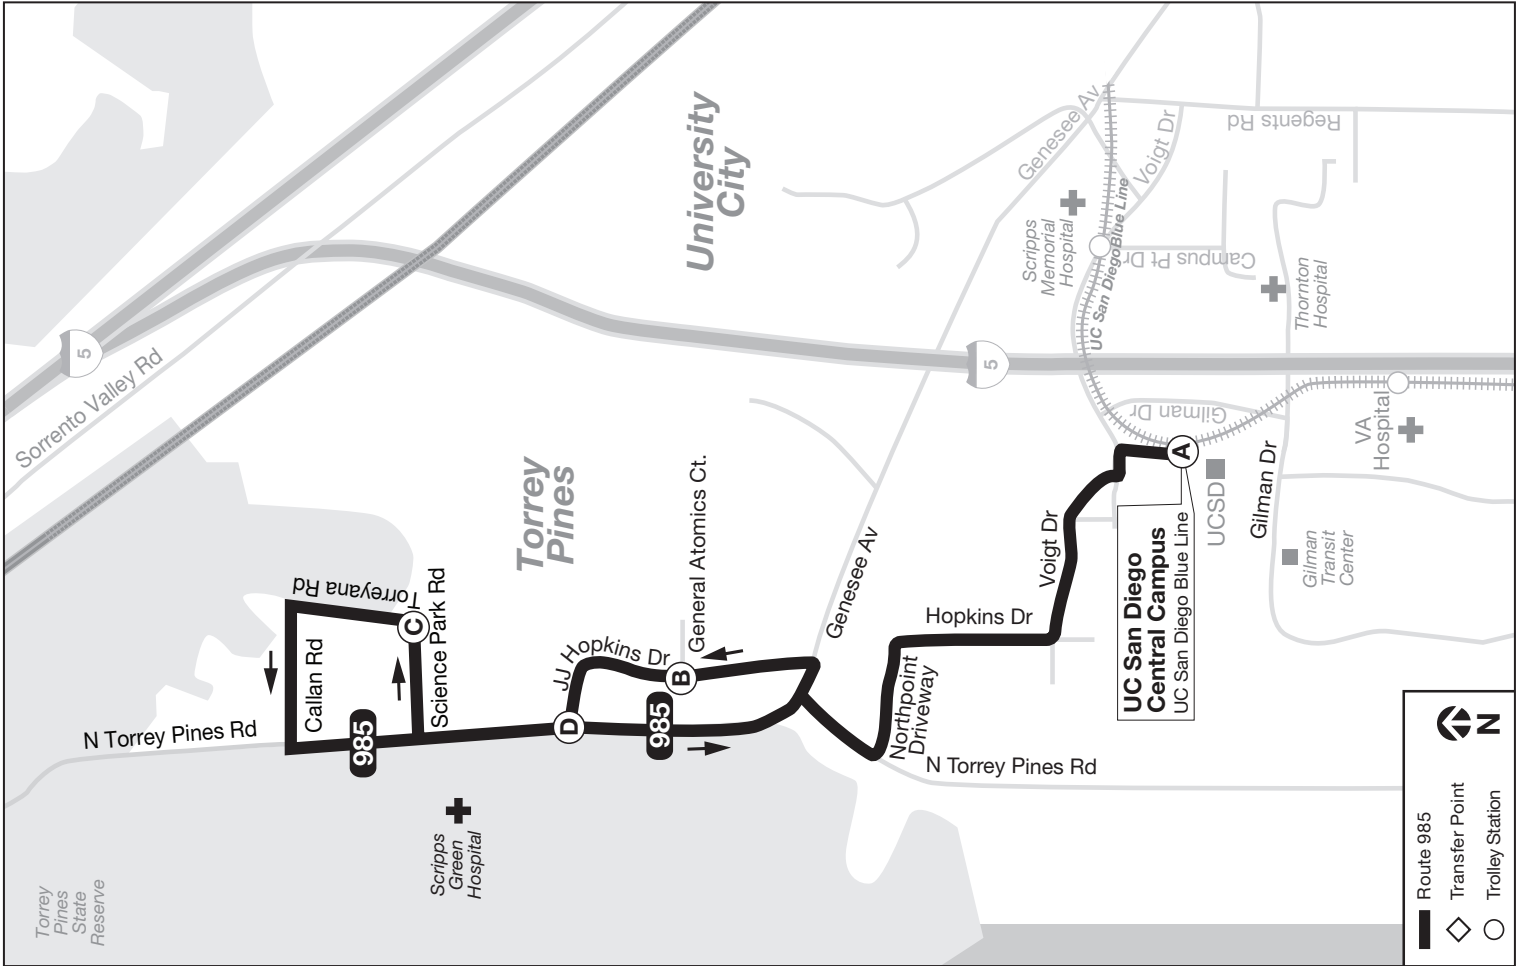 5
Sorrento Valley Rd
University
City
Genesee Av
Voigt Dr
Regents Rd
Scripps
Memorial
Hospital
UC San Diego Blue Line
Campus Pt Dr
Thornton
Hospital
5
Gilman Dr
VA
Hospital
A
UCSD
Gilman Dr
Gilman
Transit
Center
UC San Diego
Central Campus
UC San Diego Blue Line
Voigt Dr
Hopkins Dr
Genesee Av
Northpoint
Driveway
N Torrey Pines Rd
Torrey
Pines
General Atomics Ct.
JJ Hopkins Dr
B
D
985
Torreyana Rd
C
Science Park Rd
Callan Rd
985
N Torrey Pines Rd
Scripps
Green
Hospital
Torrey
Pines
State
Reserve
Route 985
Transfer Point
Trolley Station
N